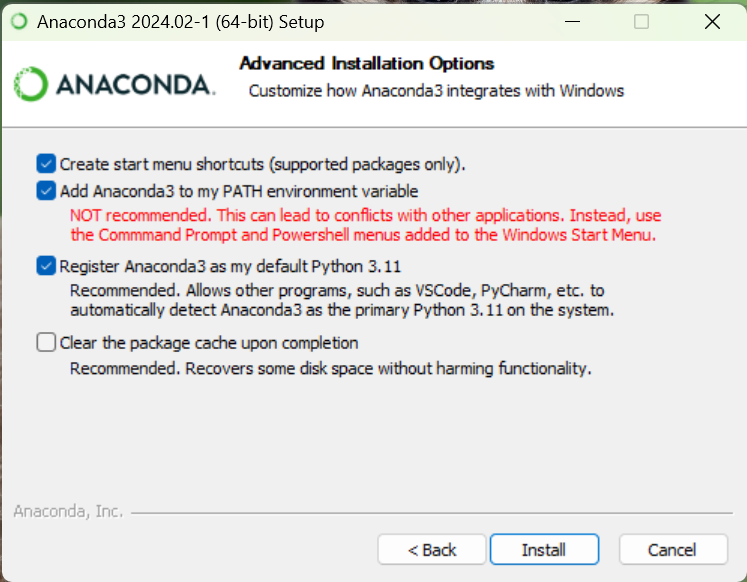 Anaconda3 2024.02-1 (64-bit) Setup
Advanced Installation Options
ANACONDA.
Customize how Anaconda3 integrates with Windows
Create start menu shortcuts (supported packages only).
Add Anaconda3 to my PATH environment variable
NOT recommended. This can lead to conflicts with other applications. Instead, use
the Commmand Prompt and Powershell menus added to the Windows Start Menu.
Register Anaconda3 as my default Python 3.11
Recommended. Allows other programs, such as VSCode, PyCharm, etc. to
automatically detect Anaconda3 as the primary Python 3.11 on the system.
Clear the package cache upon completion
Recommended. Recovers some disk space without harming functionality.
Anaconda, Inc.
< Back Install Cancel